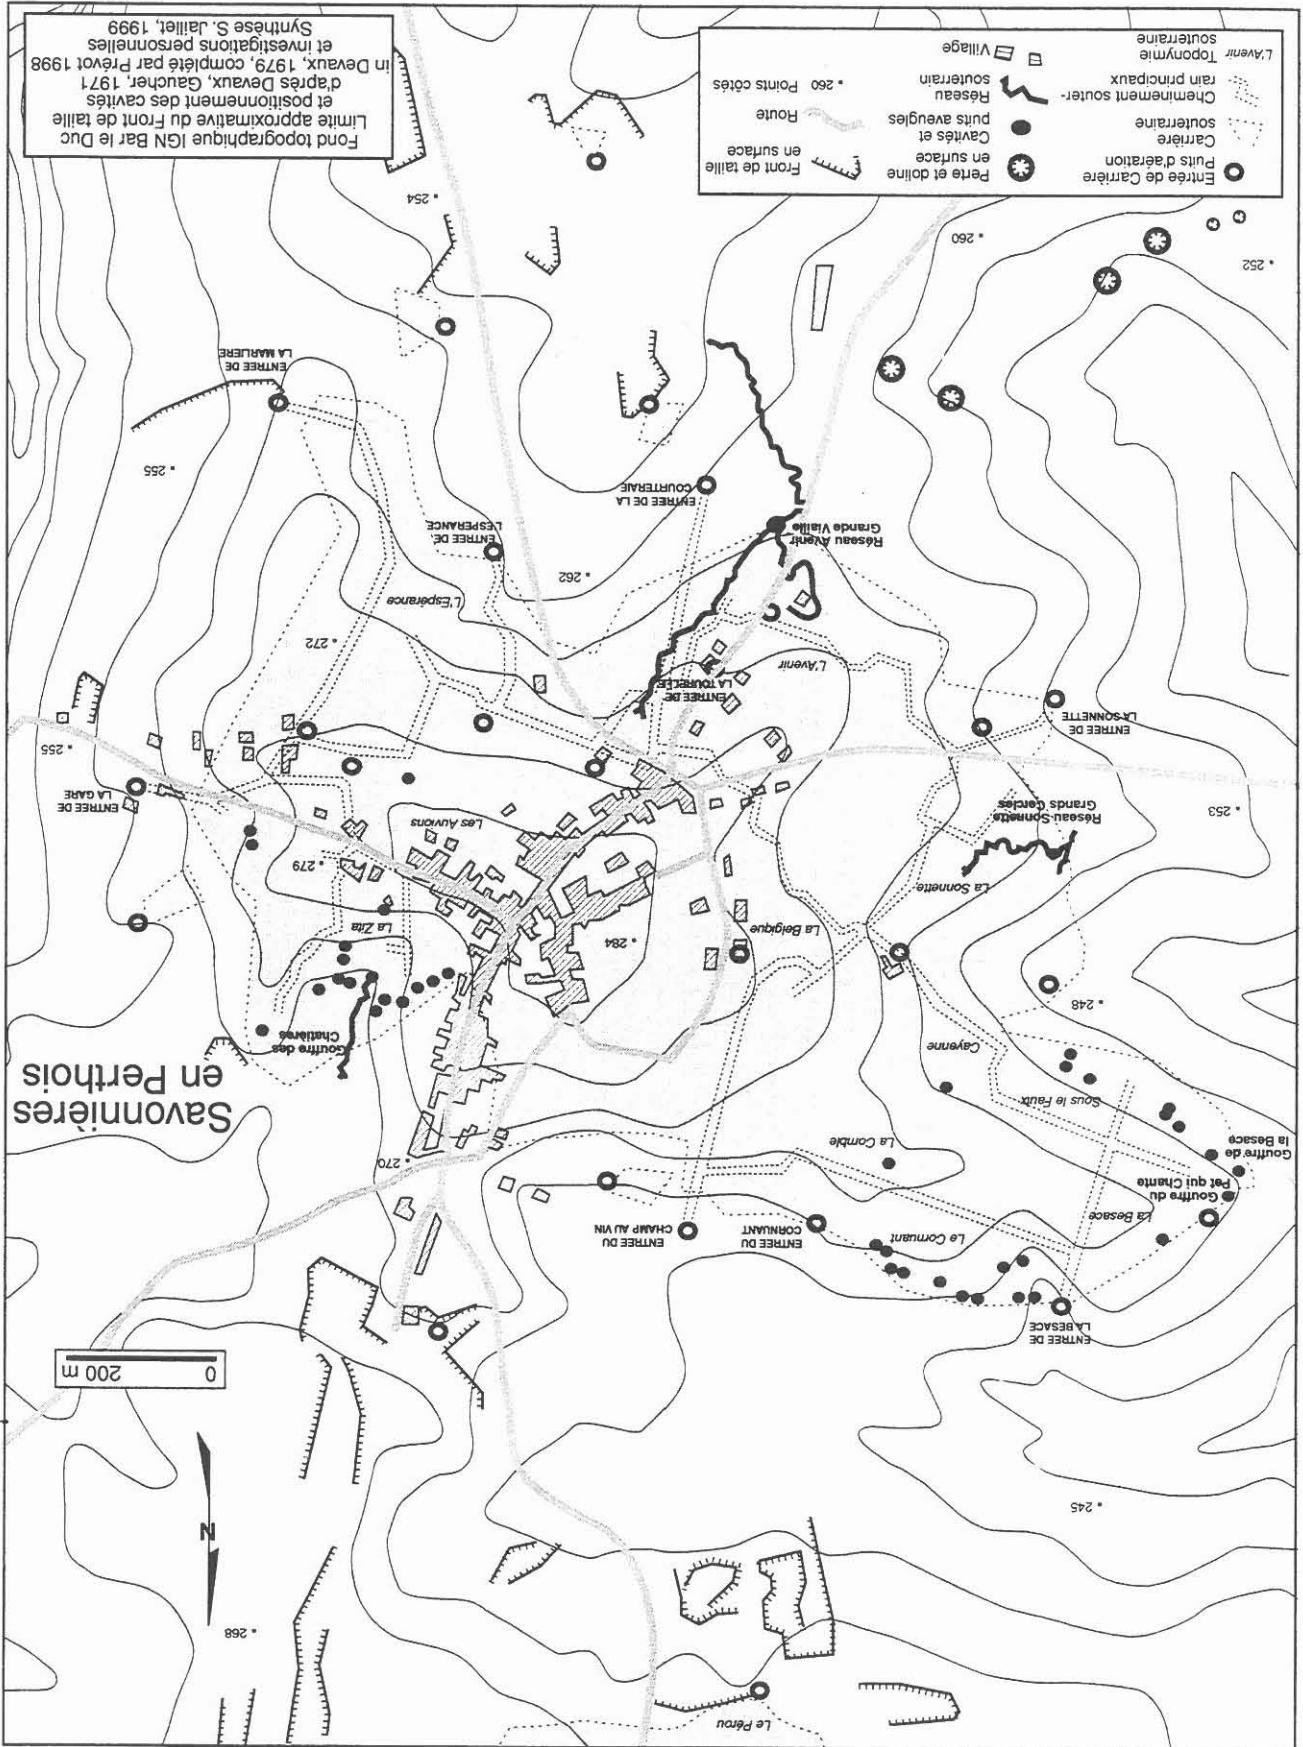 Le Pérou
268
N
245
0 200 m
ENTREE DE
LA BESACE
Le Cornuant
ENTREE DU
CORNUANT
ENTREE DU
CHAMP AU VIN
La Besace
Gouffre du
Pet qui Chante
Gouffre de
la Besace
La Comble
270
Sous le Faulx
Savonnières
en Perthois
Cayenne
Gouffre des
Chatières
248
284
La Belgique
La Zita
La Sonnette
279
Les Auvions
Réseau Sonnette-
Grands Cercles
253
ENTREE DE
LA GARE
255
ENTREE DE
LA SONNETTE
ENTREE DE
LA TOURELLE
L'Avenir
272
L'Espérance
262
Réseau Avenir
Grande Viaille
ENTREE DE
L'ESPERANCE
ENTREE DE LA
COURTERAIE
255
ENTREE DE
LA MARLIERE
252
260
254
Entrée de Carrière
Puits d'aération
Carrière
souterraine
Cheminement souter-
rain principaux
L'Avenir Toponymie
souterraine
Perte et doline
en surface
Cavités et
puits aveugles
Réseau
souterrain
Village
Front de taille
en surface
Route
260 Points côtés
Fond topographique IGN Bar le Duc
Limite approximative du Front de taille
et positionnement des cavités
d'après Devaux, Gaucher, 1971
in Devaux, 1979, complété par Prévot 1998
et investigations personnelles
Synthèse S. Jaillet, 1999